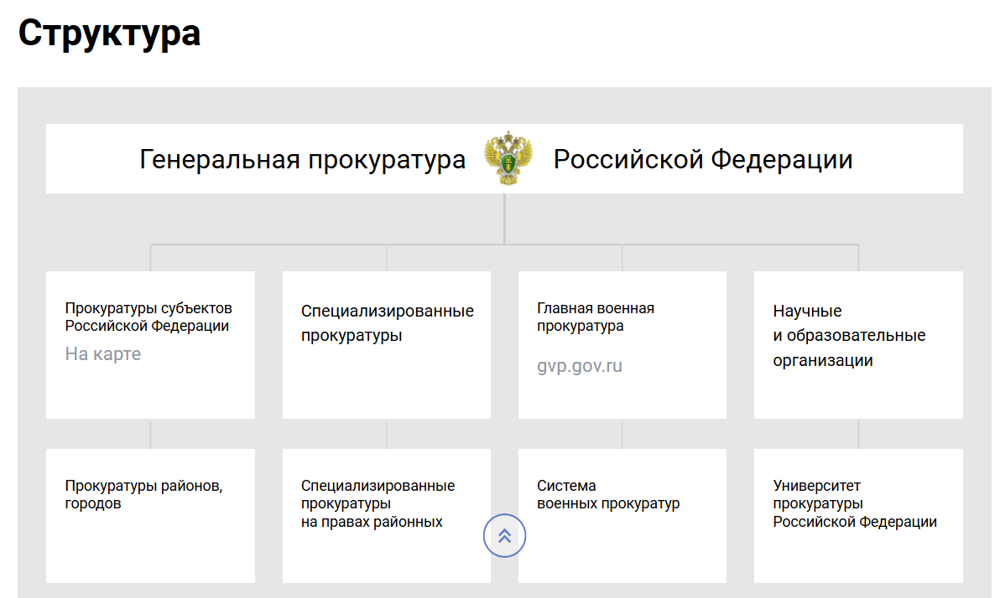 Структура
Генеральная прокуратура Российской Федерации
Прокуратуры субъектов
Российской Федерации
На карте
Специализированные
прокуратуры
Главная военная
прокуратура
gvp.gov.ru
Научные
и образовательные
организации
Прокуратуры районов,
городов
Специализированные
прокуратуры
на правах районных
Система
военных прокуратур
Университет
прокуратуры
Российской Федерации